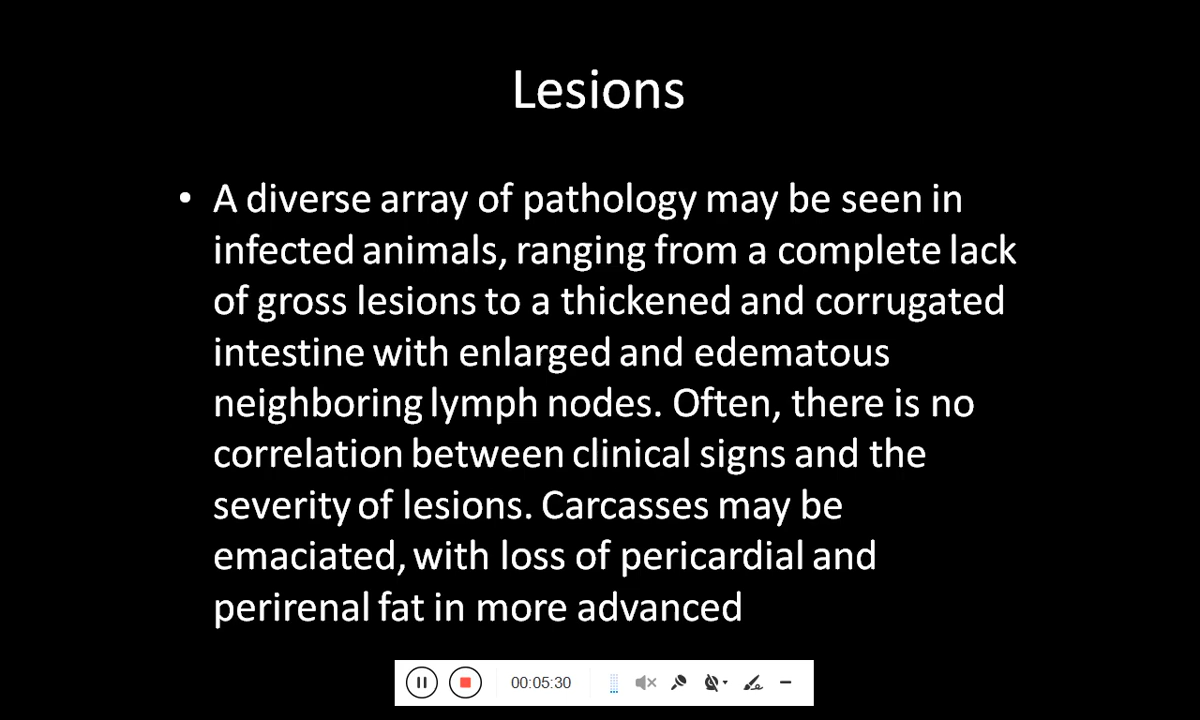 Lesions
• A diverse array of pathology may be seen in
infected animals, ranging from a complete lack
of gross lesions to a thickened and corrugated
intestine with enlarged and edematous
neighboring lymph nodes. Often, there is no
correlation between clinical signs and the
severity of lesions. Carcasses may be
emaciated, with loss of pericardial and
perirenal fat in more advanced
00:05:30